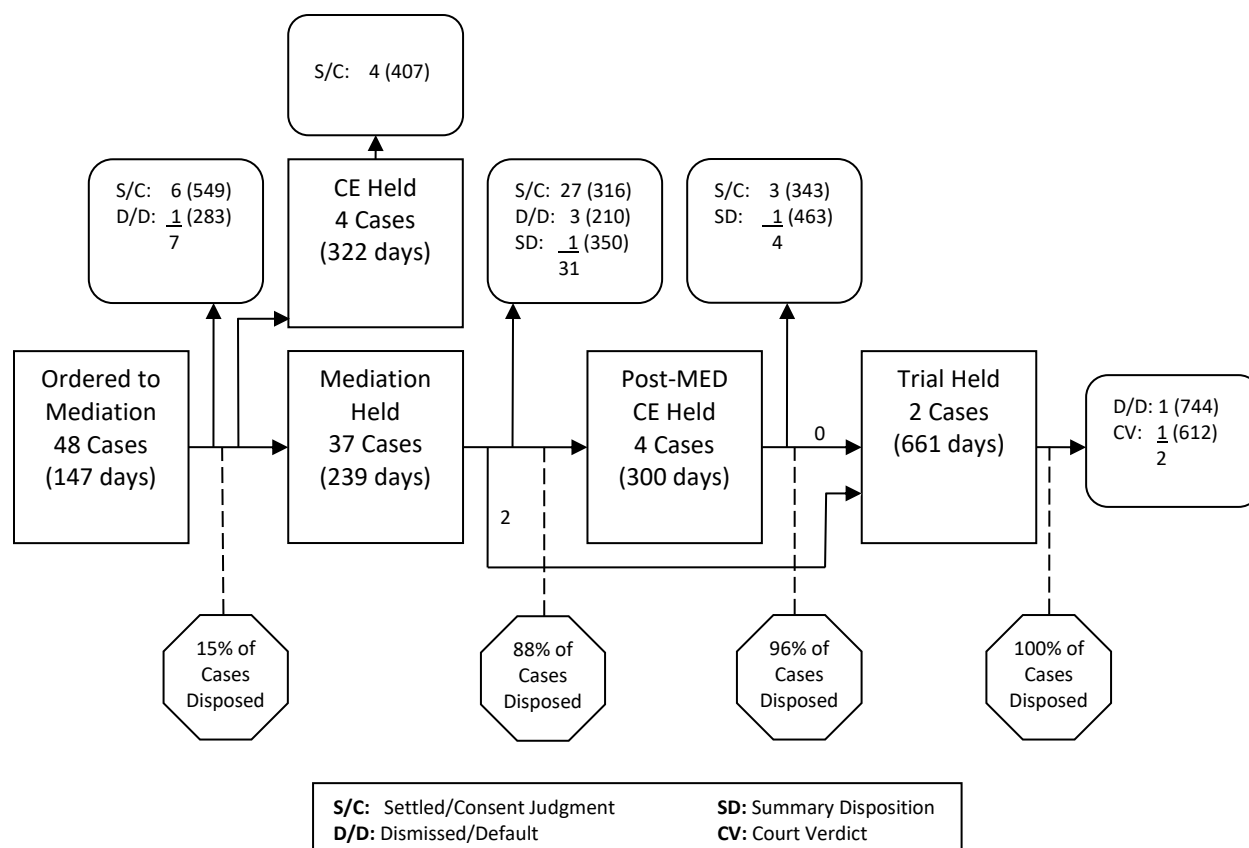 S/C: 4 (407)
S/C: 6 (549)
D/D: 1 (283)
7
CE Held
4 Cases
(322 days)
S/C: 27 (316)
D/D: 3 (210)
SD: 1 (350)
31
S/C: 3 (343)
SD: 1 (463)
4
Ordered to
Mediation
48 Cases
(147 days)
Mediation
Held
37 Cases
(239 days)
2
Post-MED
CE Held
4 Cases
(300 days)
0
Trial Held
2 Cases
(661 days)
D/D: 1 (744)
CV: 1 (612)
2
15% of
Cases
Disposed
88% of
Cases
Disposed
96% of
Cases
Disposed
100% of
Cases
Disposed
S/C: Settled/Consent Judgment SD: Summary Disposition
D/D: Dismissed/Default CV: Court Verdict